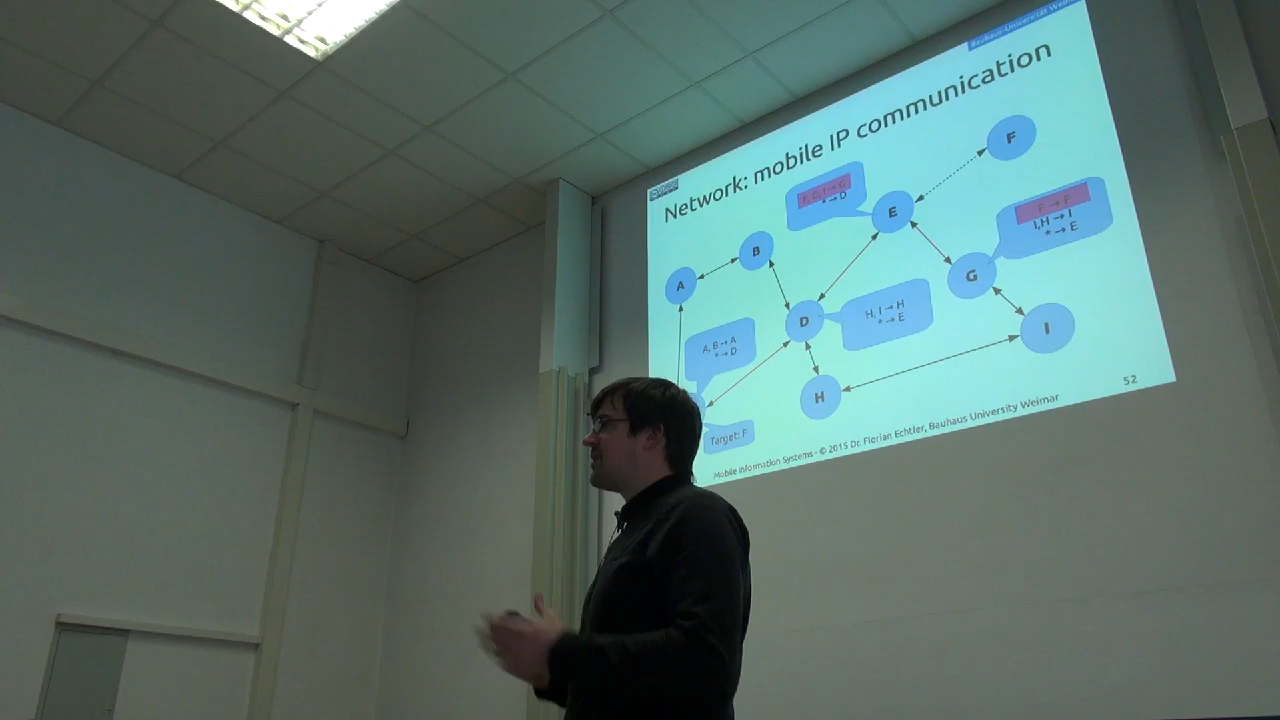 Bauhaus-Universität Weimar
Network: mobile IP communication
F
F, G, I → G
* → D
E
F → F
I,H → I
* → E
B
A
G
D
H, I → H
* → E
I
A, B → A
* → D
H
Target: F
52
Mobile Information Systems - © 2015 Dr. Florian Echtler, Bauhaus University Weimar